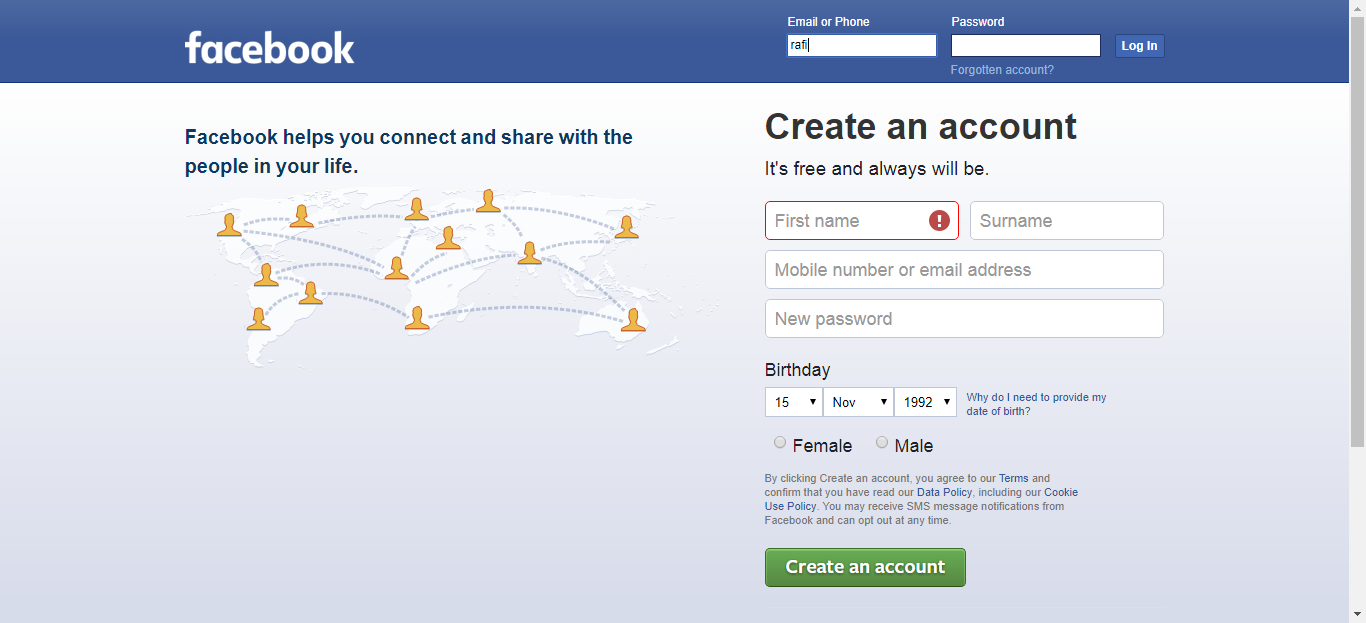 facebook
Email or Phone
Password
rafi
Log In
Forgotten account?
Facebook helps you connect and share with the
people in your life.
Create an account
It's free and always will be.
First name
Surname
Mobile number or email address
New password
Birthday
15 Nov 1992
Why do I need to provide my
date of birth?
Female Male
By clicking Create an account, you agree to our Terms and
confirm that you have read our Data Policy, including our Cookie
Use Policy. You may receive SMS message notifications from
Facebook and can opt out at any time.
Create an account